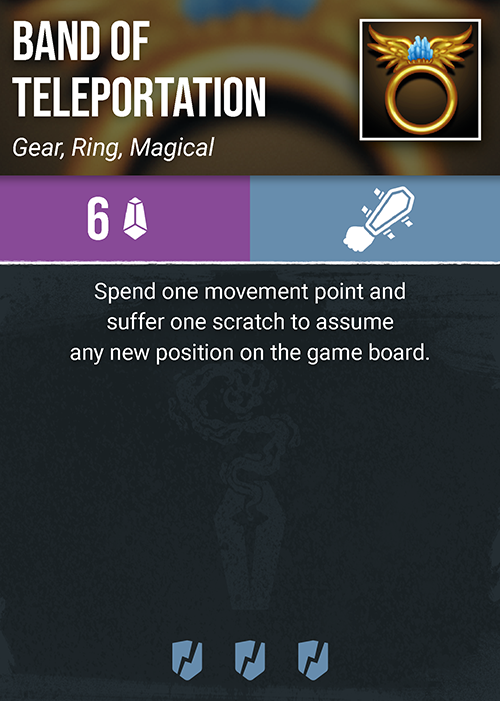 BAND OF
TELEPORTATION
Gear, Ring, Magical
6
Spend one movement point and
suffer one scratch to assume
any new position on the game board.